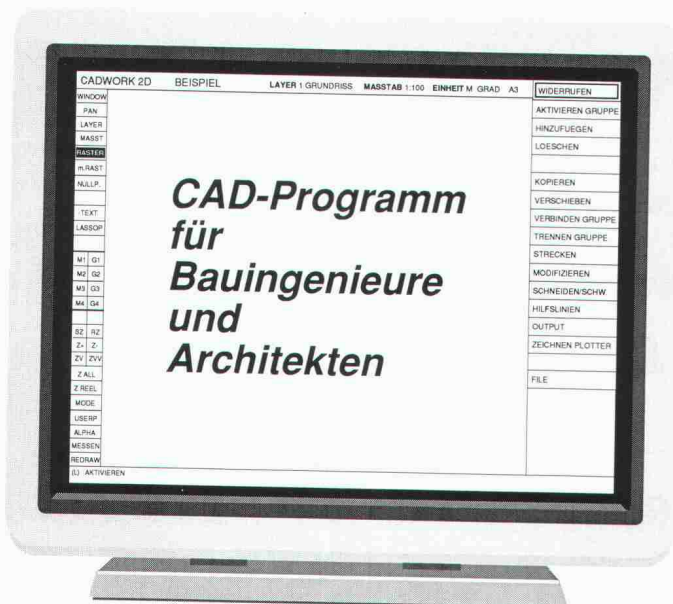 CADWORK 2D BEISPIEL LAYER 1 GRUNDRISS MASSTAB 1:100 EINHEIT M GRAD A3
WINDOW
PAN
LAYER
MASST
RASTER
m.RAST
NULLP.
TEXT
LASSOP
M1 G1
M2 G2
M3 G3
M4 G4
SZ RZ
Z+ Z-
ZV ZVV
Z ALL
Z REEL
MODE
USERP
ALPHA
MESSEN
REDRAW
(L) AKTIVIEREN
CAD-Programm
für
Bauingenieure
und
Architekten
WIDERRUFEN
AKTIVIEREN GRUPPE
HINZUFUEGEN
LOESCHEN
KOPIEREN
VERSCHIEBEN
VERBINDEN GRUPPE
TRENNEN GRUPPE
STRECKEN
MODIFIZIEREN
SCHNEIDEN/SCHW.
HILFSLINIEN
OUTPUT
ZEICHNEN PLOTTER
FILE